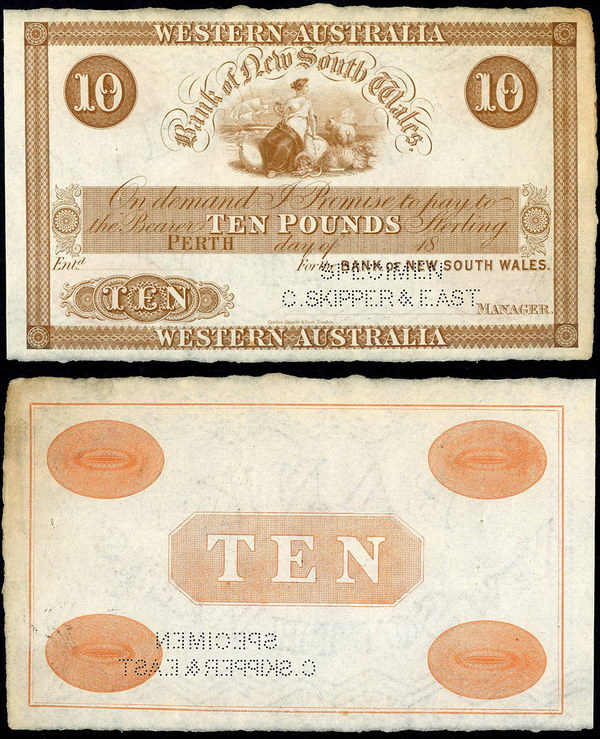 WESTERN AUSTRALIA
Bank of New South Wales.
10 10
On demand I Promise to pay to
the Bearer TEN POUNDS Sterling
PERTH day of 18
Entd. For the BANK OF NEW SOUTH WALES.
SPECIMEN
TEN
C.SKIPPER & EAST
MANAGER.
WESTERN AUSTRALIA
TEN
SPECIMEN
C.SKIPPER & EAST